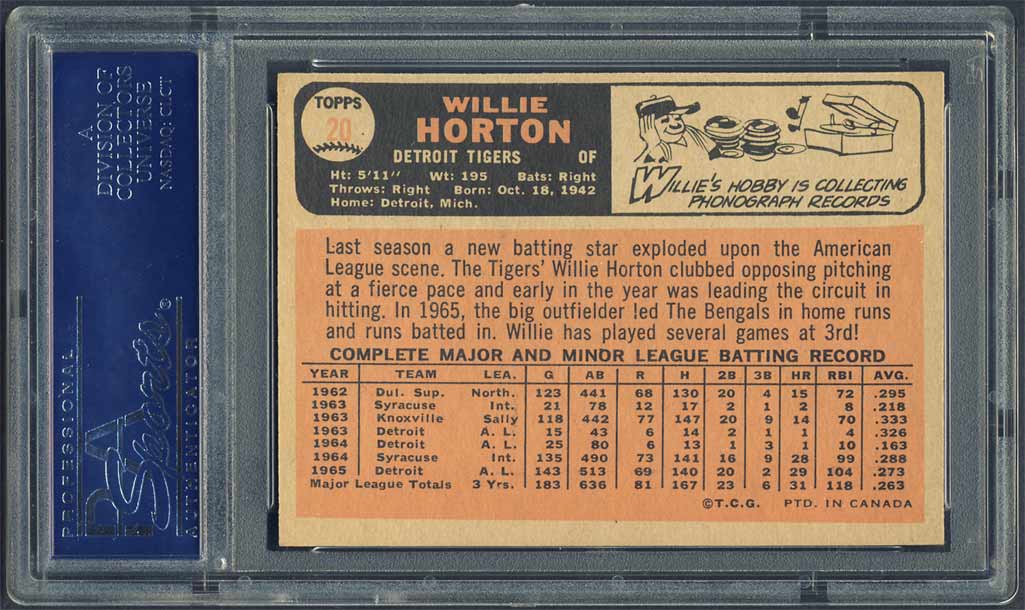 A
DIVISION OF
COLLECTORS
UNIVERSE
NASDAQ: CLCT
PROFESSIONAL
PSA
Sports®
AUTHENTICATOR
TOPPS
20
WILLIE
HORTON
DETROIT TIGERS OF
Ht: 5'11" Wt: 195 Bats: Right
Throws: Right Born: Oct. 18, 1942
Home: Detroit, Mich.
WILLIE'S HOBBY IS COLLECTING
PHONOGRAPH RECORDS
Last season a new batting star exploded upon the American
League scene. The Tigers' Willie Horton clubbed opposing pitching
at a fierce pace and early in the year was leading the circuit in
hitting. In 1965, the big outfielder led The Bengals in home runs
and runs batted in. Willie has played several games at 3rd!
COMPLETE MAJOR AND MINOR LEAGUE BATTING RECORD
YEAR TEAM LEA. G AB R H 2B 3B HR RBI AVG.
1962 Dul. Sup. North. 123 441 68 130 20 4 15 72 .295
1963 Syracuse Int. 21 78 12 17 2 1 2 8 .218
1963 Knoxville Sally 118 442 77 147 20 9 14 70 .333
1963 Detroit A. L. 15 43 6 14 2 1 1 4 .326
1964 Detroit A. L. 25 80 6 13 1 3 1 10 .163
1964 Syracuse Int. 135 490 73 141 16 9 28 99 .288
1965 Detroit A. L. 143 513 69 140 20 2 29 104 .273
Major League Totals 3 Yrs. 183 636 81 167 23 6 31 118 .263
©T.C.G. PTD. IN CANADA